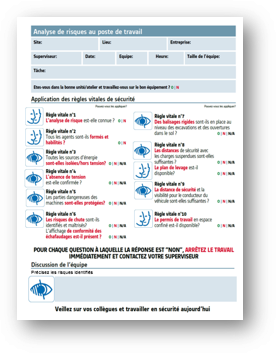 Analyse de risques au poste de travail
Site: Lieu: Entreprise:
Superviseur: Date: Équipe: Heure: Taille de l'équipe:
Tâche:
Etes-vous dans la bonne unité/atelier et travaillez-vous sur le bon équipement ? O | N
Application des règles vitales de sécurité
Règle vitale n°1
L'analyse de risque est-elle connue ? O | N
Règle vitale n°2
Tous les agents sont-ils formés et
habilités ? O | N
Règle vitale n°3
Toutes les sources d'énergie
sont-elles isolées/hors tension? O | N | N/A
Règle vitale n°4
L'absence de tension
est-elle confirmée ? O | N | N/A
Règle vitale n°5
Les parties dangereuses des
machines sont-elles protégées? O | N | N/A
Règle vitale n°6
Les risques de chute sont-ils
identifiés et maîtrisés? O | N | N/A
L'affichage de conformité des
échafaudages est-il présent ? O | N | N/A
Règle vitale n°7
Des balisages rigides sont-ils en place au
niveau des excavations et des ouvertures
dans le sol ? O | N | N/A
Règle vitale n°8
Les distances de sécurité avec
les charges suspendues sont-elles
suffisantes ? O | N | N/A
Le plan de levage est-il
disponible? O | N | N/A
Règle vitale n°9
La distance de sécurité et la
visibilité pour le conducteur du
véhicule sont-elles suffisantes ? O | N | N/A
Règle vitale n°10
Le permis de travail en espace
confiné est-il disponible? O | N | N/A
POUR CHAQUE QUESTION À LAQUELLE LA RÉPONSE EST "NON", ARRÊTEZ LE TRAVAIL
IMMÉDIATEMENT ET CONTACTEZ VOTRE SUPERVISEUR
Discussion de l'équipe
Précisez les risques identifiés
Veillez sur vos collègues et travailler en sécurité aujourd'hui